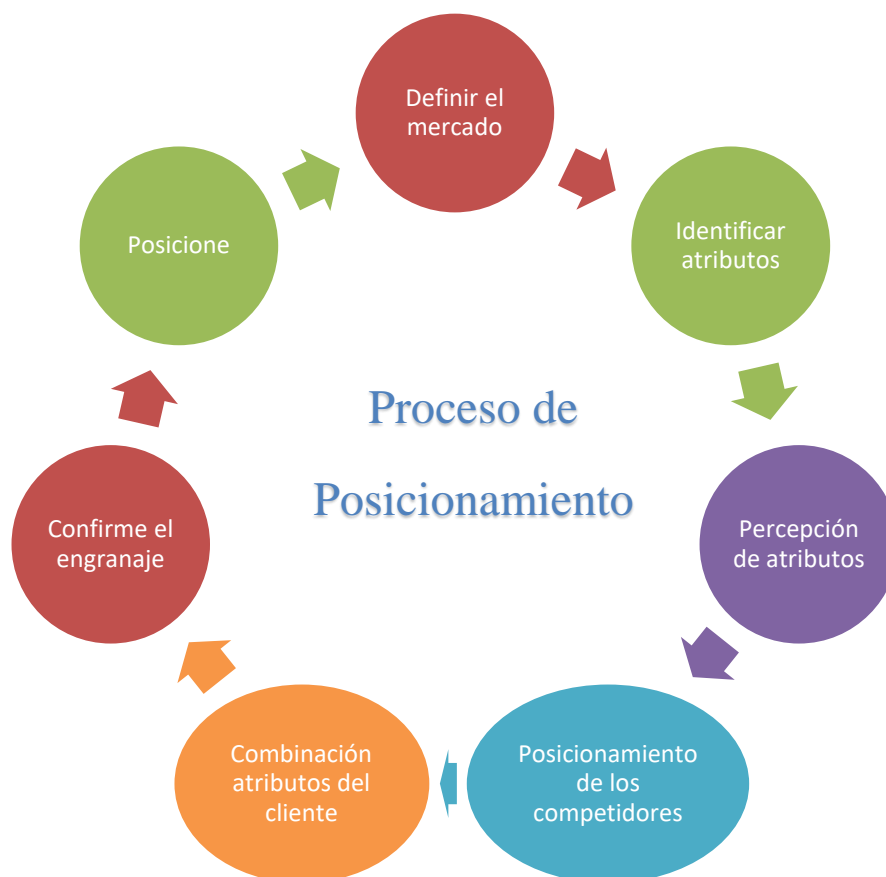 Definir el
mercado
Identificar
atributos
Percepción
de atributos
Posicionamiento
de los
competidores
Combinación
atributos del
cliente
Confirme el
engranaje
Posicione
Proceso de
Posicionamiento